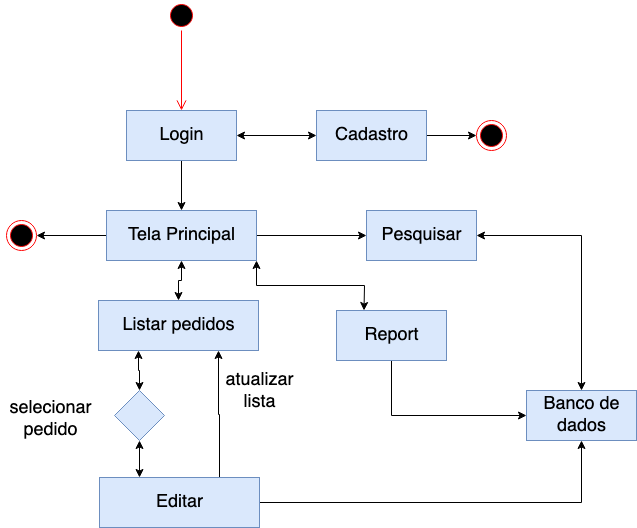 Login
Cadastro
Tela Principal
Pesquisar
Listar pedidos
Report
atualizar
lista
selecionar
pedido
Banco de
dados
Editar